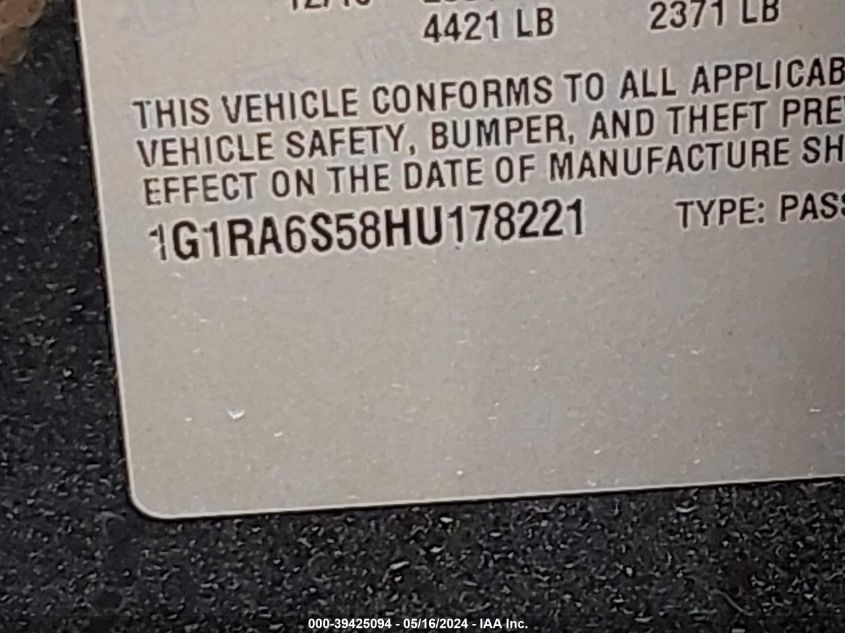 4421 LB 2371 LB
THIS VEHICLE CONFORMS TO ALL APPLICAB
VEHICLE SAFETY, BUMPER, AND THEFT PRE
EFFECT ON THE DATE OF MANUFACTURE SH
1G1RA6S58HU178221 TYPE: PASS
000-39425094 - 05/16/2024 - IAA Inc.